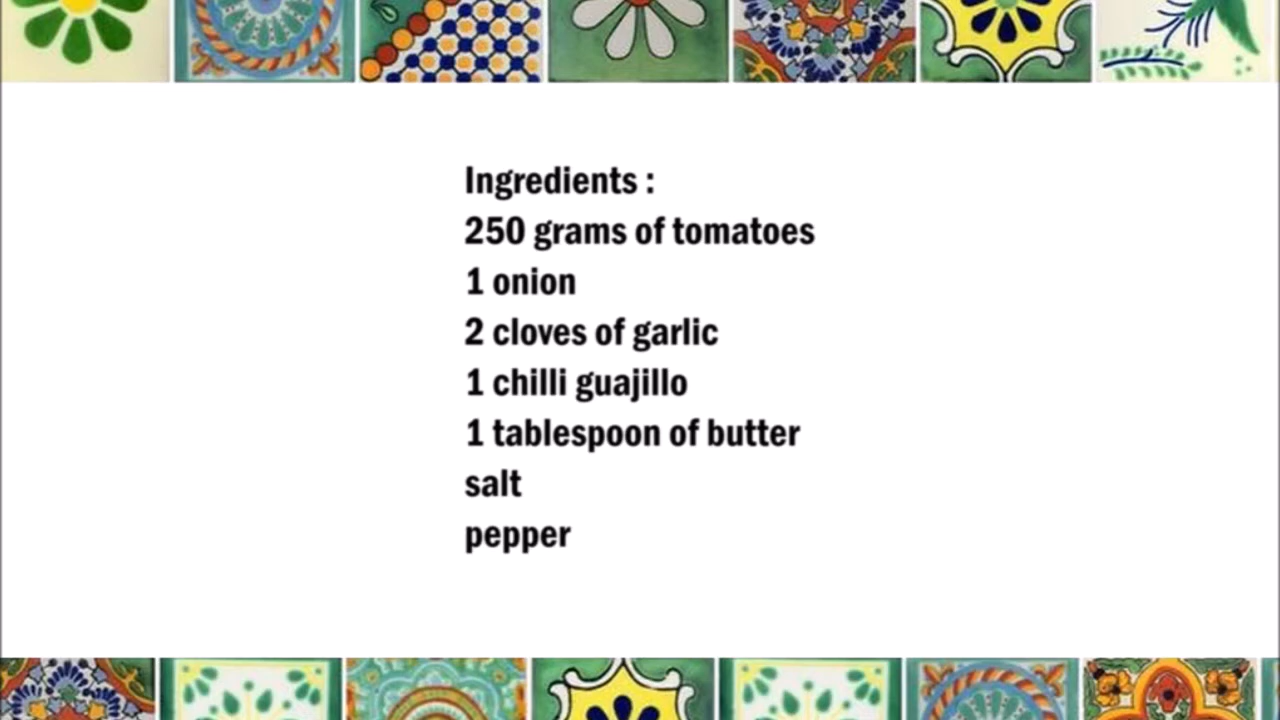 Ingredients :
250 grams of tomatoes
1 onion
2 cloves of garlic
1 chilli guajillo
1 tablespoon of butter
salt
pepper